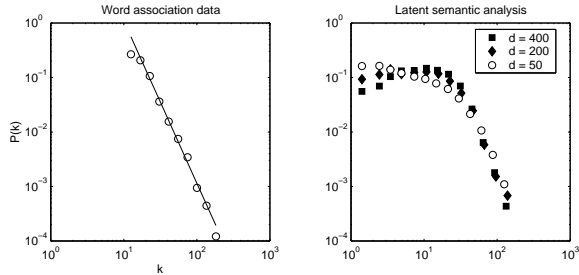 Word association data
Latent semantic analysis
P(k)
10^0
10^-1
10^-2
10^-3
10^-4
10^0
10^1
10^2
10^3
k
d = 400
d = 200
d = 50
10^0
10^-1
10^-2
10^-3
10^-4
10^0
10^1
10^2
10^3